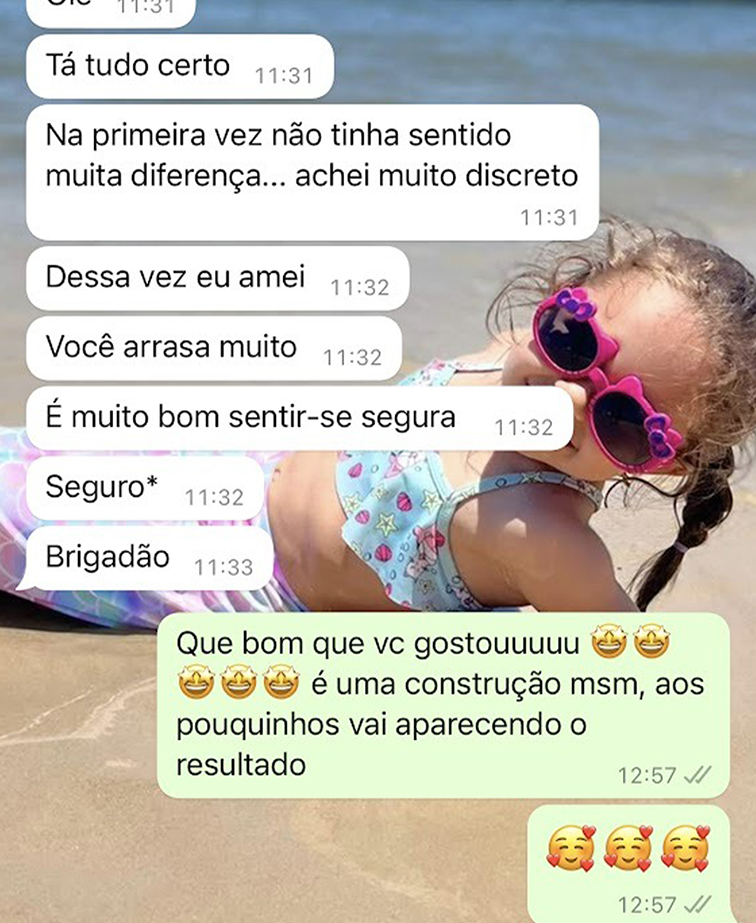 11:31
Tá tudo certo 11:31
Na primeira vez não tinha sentido
muita diferença... achei muito discreto
11:31
Dessa vez eu amei 11:32
Você arrasa muito 11:32
É muito bom sentir-se segura 11:32
Seguro* 11:32
Brigadão 11:33
Que bom que vc gostouuuuu 🤩🤩
🤩🤩🤩 é uma construção msm, aos
pouquinhos vai aparecendo o
resultado 12:57
🥰🥰🥰
12:57